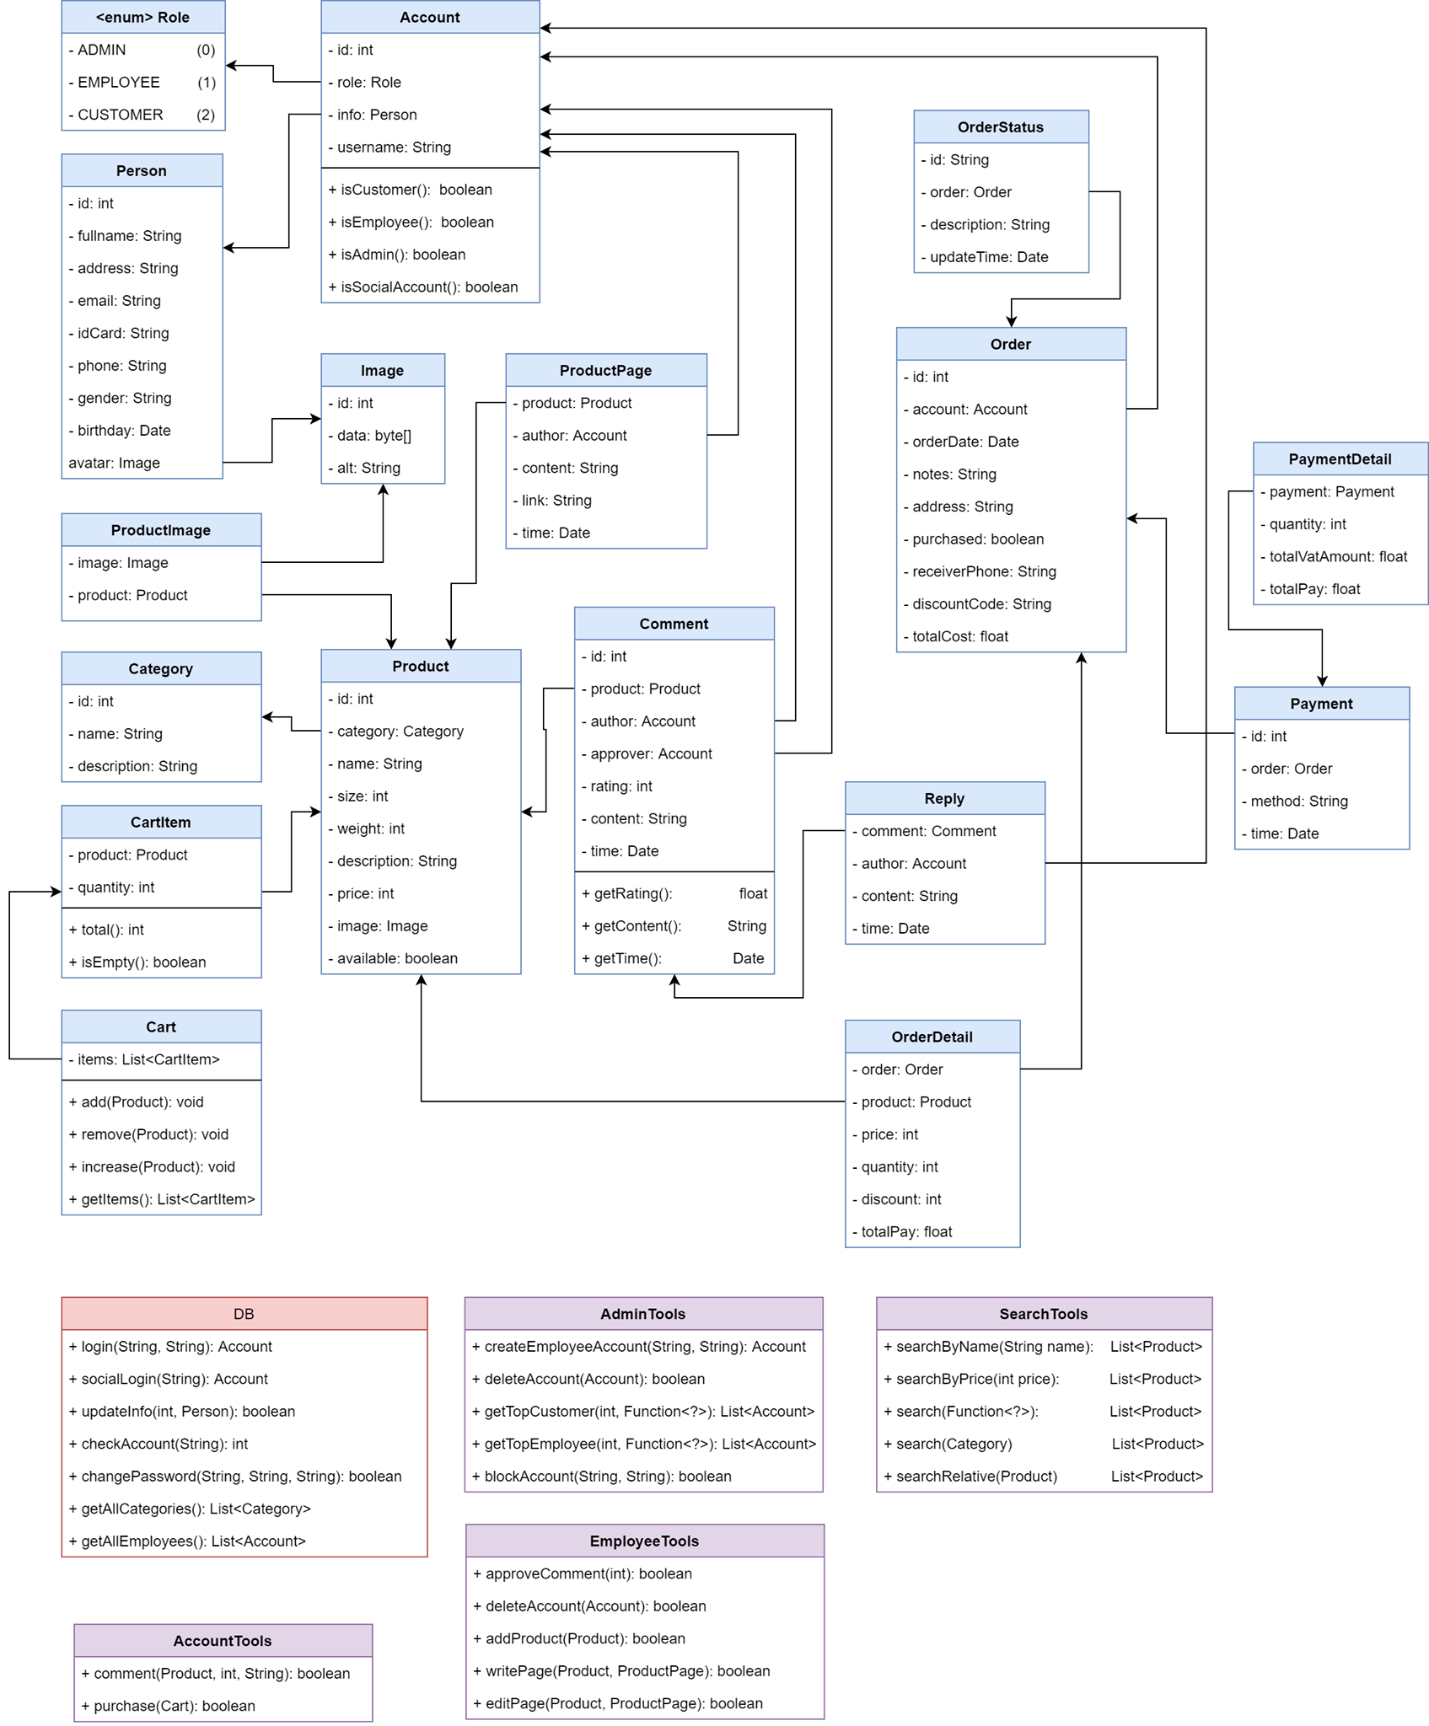 <enum> Role
- ADMIN (0)
- EMPLOYEE (1)
- CUSTOMER (2)
Account
- id: int
- role: Role
- info: Person
- username: String
+ isCustomer(): boolean
+ isEmployee(): boolean
+ isAdmin(): boolean
+ isSocialAccount(): boolean
OrderStatus
- id: String
- order: Order
- description: String
- updateTime: Date
Person
- id: int
- fullname: String
- address: String
- email: String
- idCard: String
- phone: String
- gender: String
- birthday: Date
avatar: Image
Image
- id: int
- data: byte[]
- alt: String
ProductPage
- product: Product
- author: Account
- content: String
- link: String
- time: Date
Order
- id: int
- account: Account
- orderDate: Date
- notes: String
- address: String
- purchased: boolean
- receiverPhone: String
- discountCode: String
- totalCost: float
PaymentDetail
- payment: Payment
- quantity: int
- totalVatAmount: float
- totalPay: float
ProductImage
- image: Image
- product: Product
Category
- id: int
- name: String
- description: String
Product
- id: int
- category: Category
- name: String
- size: int
- weight: int
- description: String
- price: int
- image: Image
- available: boolean
Comment
- id: int
- product: Product
- author: Account
- approver: Account
- rating: int
- content: String
- time: Date
+ getRating(): float
+ getContent(): String
+ getTime(): Date
Payment
- id: int
- order: Order
- method: String
- time: Date
Reply
- comment: Comment
- author: Account
- content: String
- time: Date
CartItem
- product: Product
- quantity: int
+ total(): int
+ isEmpty(): boolean
Cart
- items: List<CartItem>
+ add(Product): void
+ remove(Product): void
+ increase(Product): void
+ getItems(): List<CartItem>
OrderDetail
- order: Order
- product: Product
- price: int
- quantity: int
- discount: int
- totalPay: float
DB
+ login(String, String): Account
+ socialLogin(String): Account
+ updateInfo(int, Person): boolean
+ checkAccount(String): int
+ changePassword(String, String, String): boolean
+ getAllCategories(): List<Category>
+ getAllEmployees(): List<Account>
AdminTools
+ createEmployeeAccount(String, String): Account
+ deleteAccount(Account): boolean
+ getTopCustomer(int, Function<?>): List<Account>
+ getTopEmployee(int, Function<?>): List<Account>
+ blockAccount(String, String): boolean
SearchTools
+ searchByName(String name): List<Product>
+ searchByPrice(int price): List<Product>
+ search(Function<?>): List<Product>
+ search(Category) List<Product>
+ searchRelative(Product) List<Product>
EmployeeTools
+ approveComment(int): boolean
+ deleteAccount(Account): boolean
+ addProduct(Product): boolean
+ writePage(Product, ProductPage): boolean
+ editPage(Product, ProductPage): boolean
AccountTools
+ comment(Product, int, String): boolean
+ purchase(Cart): boolean